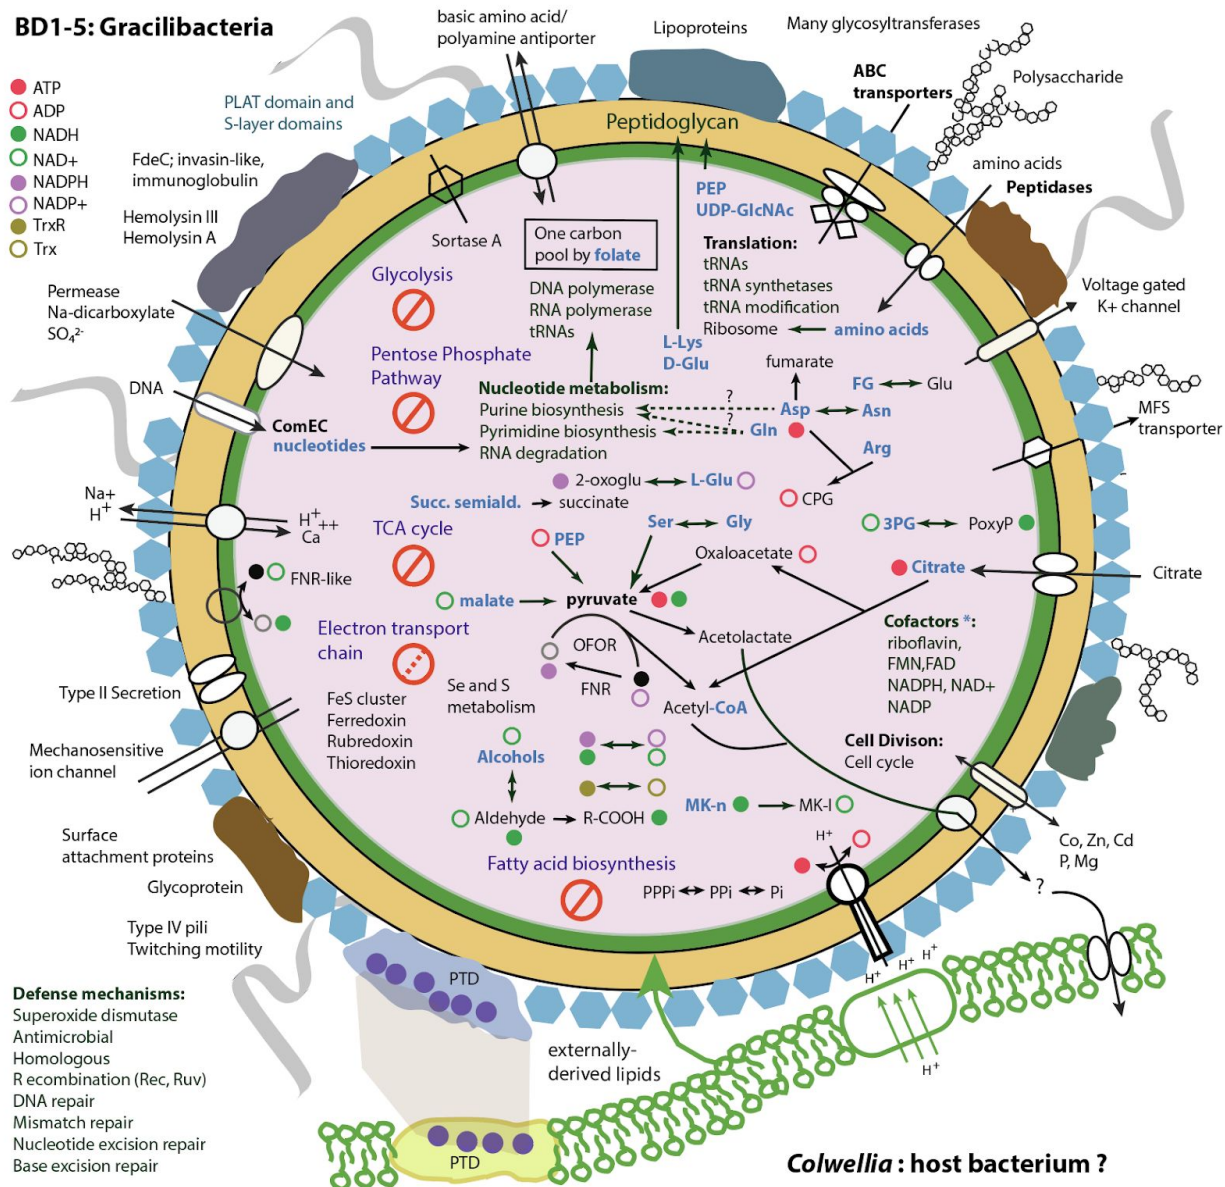 BD1-5: Gracilibacteria
ATP
ADP
NADH
NAD+
NADPH
NADP+
TrxR
Trx
basic amino acid/
polyamine antiporter
Lipoproteins
Many glycosyltransferases
ABC
transporters
Polysaccharide
PLAT domain and
S-layer domains
Peptidoglycan
FdeC; invasin-like,
immunoglobulin
Hemolysin III
Hemolysin A
amino acids
Peptidases
Sortase A
PEP
UDP-GlcNAc
One carbon
pool by folate
Translation:
tRNAs
tRNA synthetases
tRNA modification
Ribosome
amino acids
Glycolysis
DNA polymerase
RNA polymerase
tRNAs
Permease
Na-dicarboxylate
SO₄²⁻
Voltage gated
K+ channel
L-Lys
D-Glu
Pentose Phosphate
Pathway
fumarate
FG
Glu
DNA
ComEC
nucleotides
Nucleotide metabolism:
Purine biosynthesis
Pyrimidine biosynthesis
RNA degradation
?
?
Asp
Asn
Gln
Arg
MFS
transporter
2-oxoglu
L-Glu
CPG
Succ. semiald.
succinate
Na+
H+
H+
Ca++
TCA cycle
Ser
Gly
3PG
PoxyP
PEP
Oxaloacetate
Citrate
Citrate
FNR-like
malate
pyruvate
Electron transport
chain
OFOR
Acetolactate
Cofactors *:
riboflavin,
FMN,FAD
NADPH, NAD+
NADP
FNR
Type II Secretion
FeS cluster
Ferredoxin
Rubredoxin
Thioredoxin
Se and S
metabolism
Acetyl-CoA
Mechanosensitive
ion channel
Alcohols
Cell Divison:
Cell cycle
Aldehyde
R-COOH
MK-n
MK-l
Surface
attachment proteins
Glycoprotein
Fatty acid biosynthesis
H+
Co, Zn, Cd
P, Mg
PPPi
PPi
Pi
?
Type IV pili
Twitching motility
PTD
H+
H+
H+
H+
Defense mechanisms:
Superoxide dismutase
Antimicrobial
Homologous
R ecombination (Rec, Ruv)
DNA repair
Mismatch repair
Nucleotide excision repair
Base excision repair
externally-
derived lipids
PTD
Colwellia : host bacterium ?